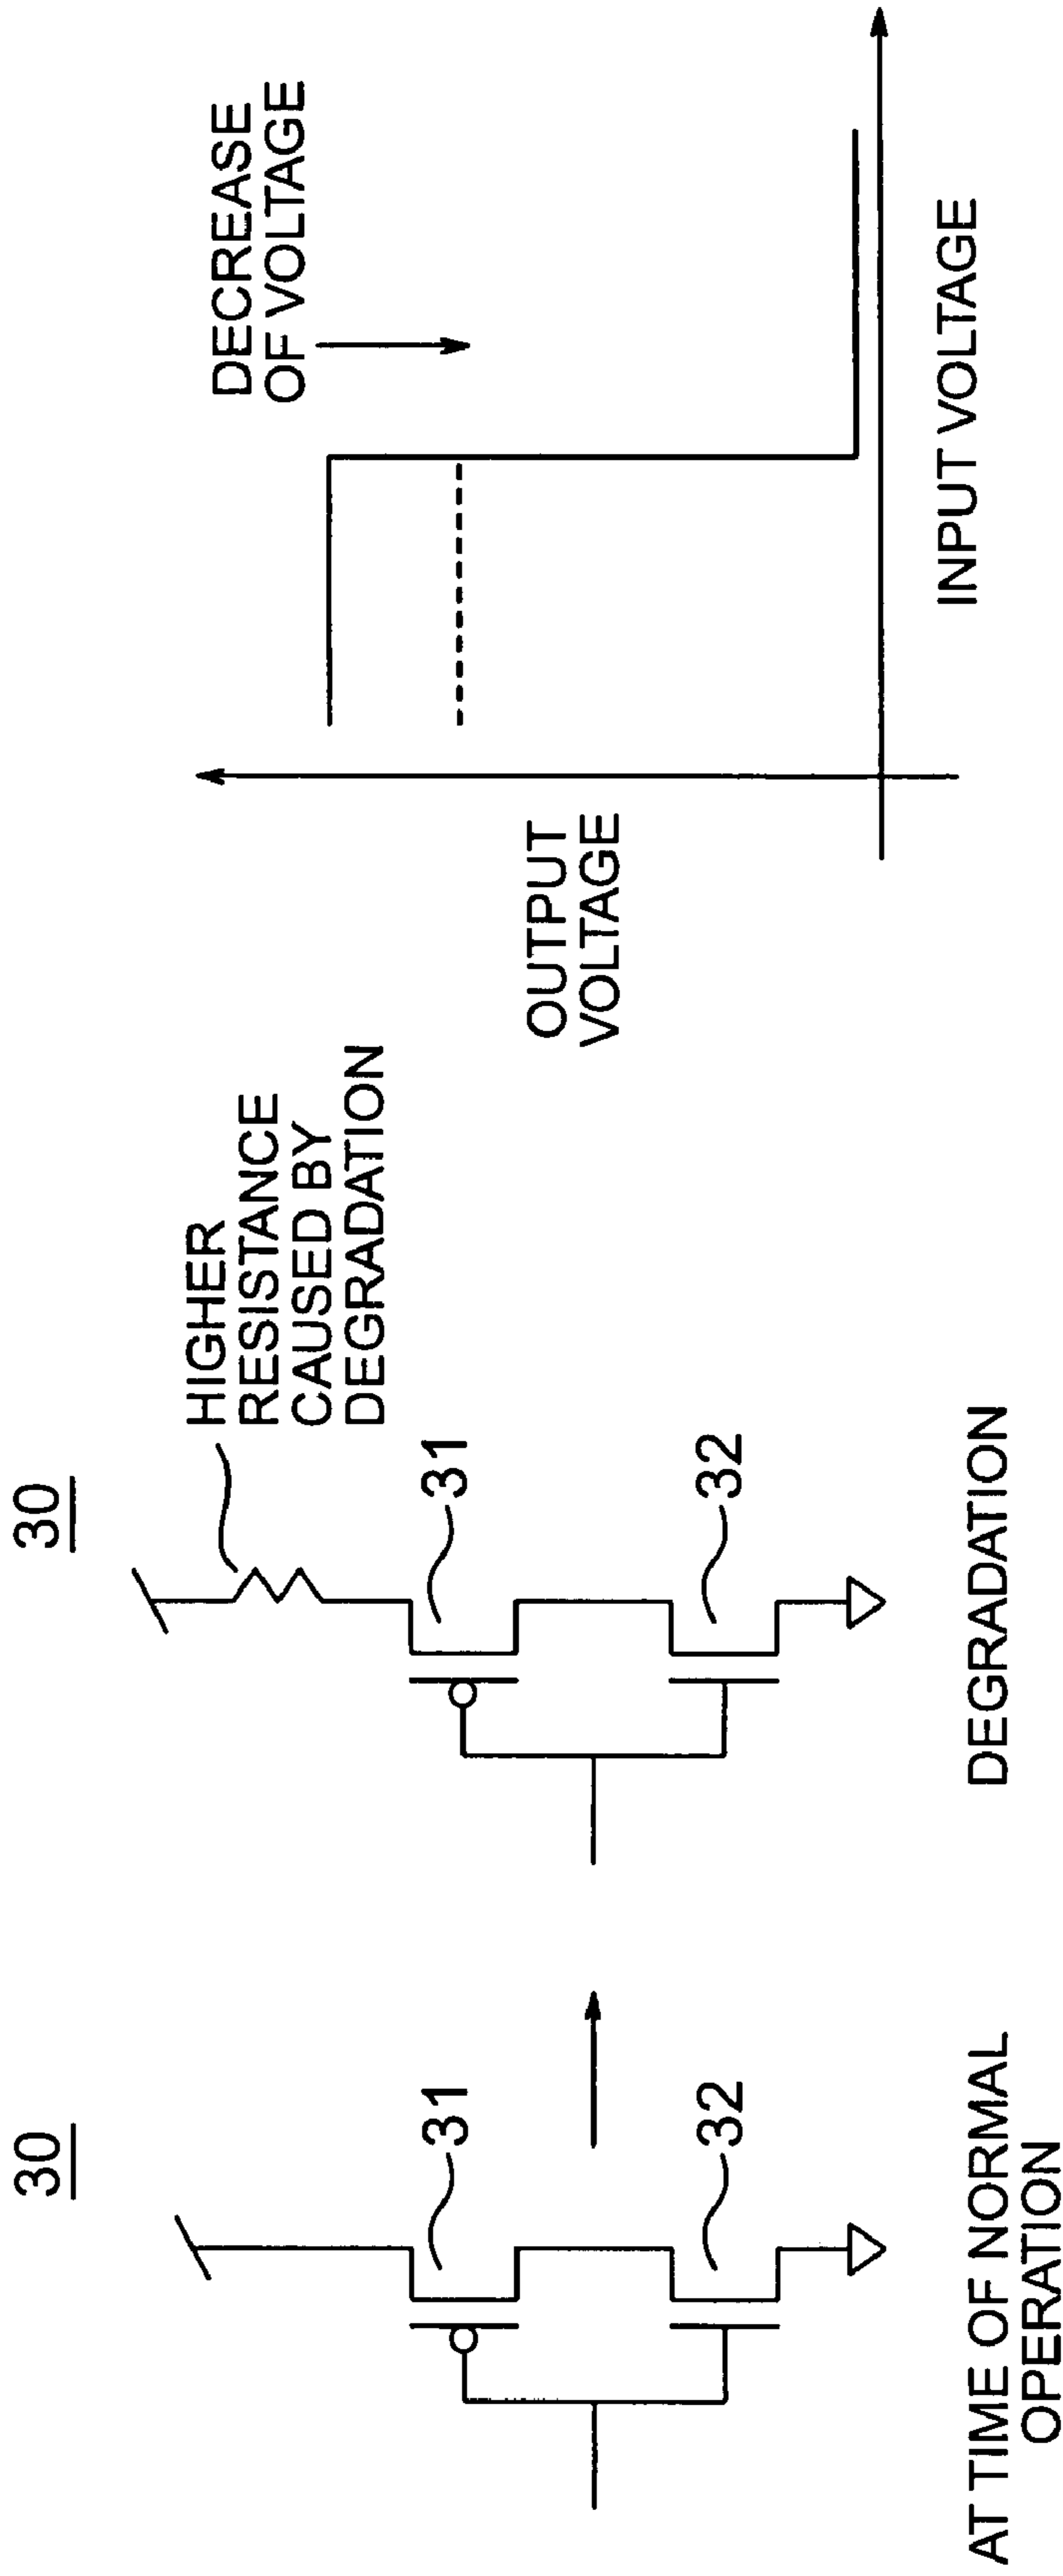 30
31
32
AT TIME OF NORMAL
OPERATION
30
HIGHER
RESISTANCE
CAUSED BY
DEGRADATION
31
32
DEGRADATION
DECREASE
OF VOLTAGE
OUTPUT
VOLTAGE
INPUT VOLTAGE